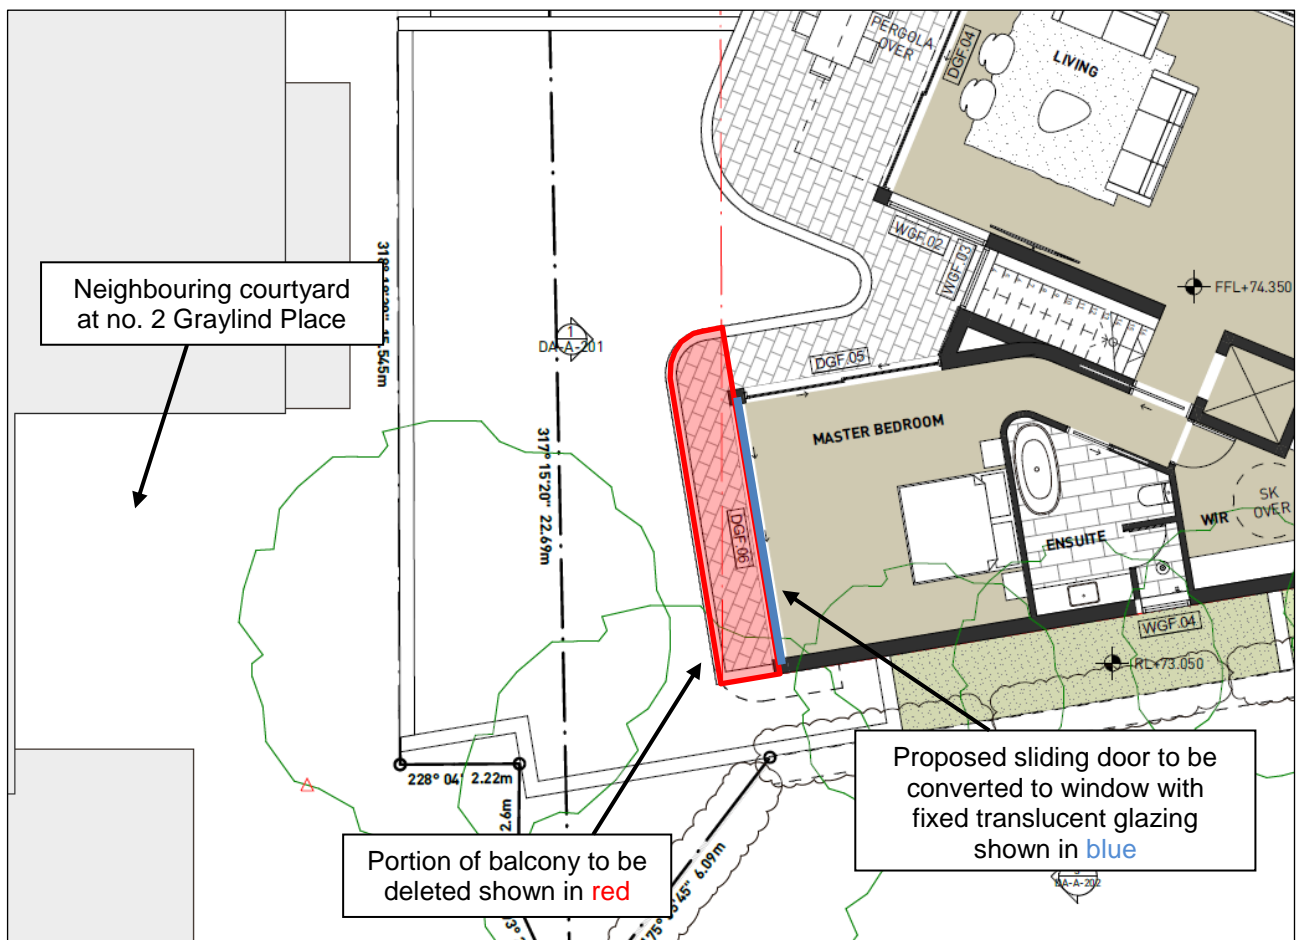 PERGOLA
OVER
DGF.04
LIVING
WGF.02
WGF.03
FFL+74.350
Neighbouring courtyard
at no. 2 Graylind Place
1
DA-A-201
DGF.05
MASTER BEDROOM
317° 15'20" 22.69m
DGF.06
ENSUITE
WIR
SK
OVER
WGF.04
RL+73.050
228° 04' 2.22m
2.6m
6.09m
Portion of balcony to be
deleted shown in red
Proposed sliding door to be
converted to window with
fixed translucent glazing
shown in blue
DA-A-202